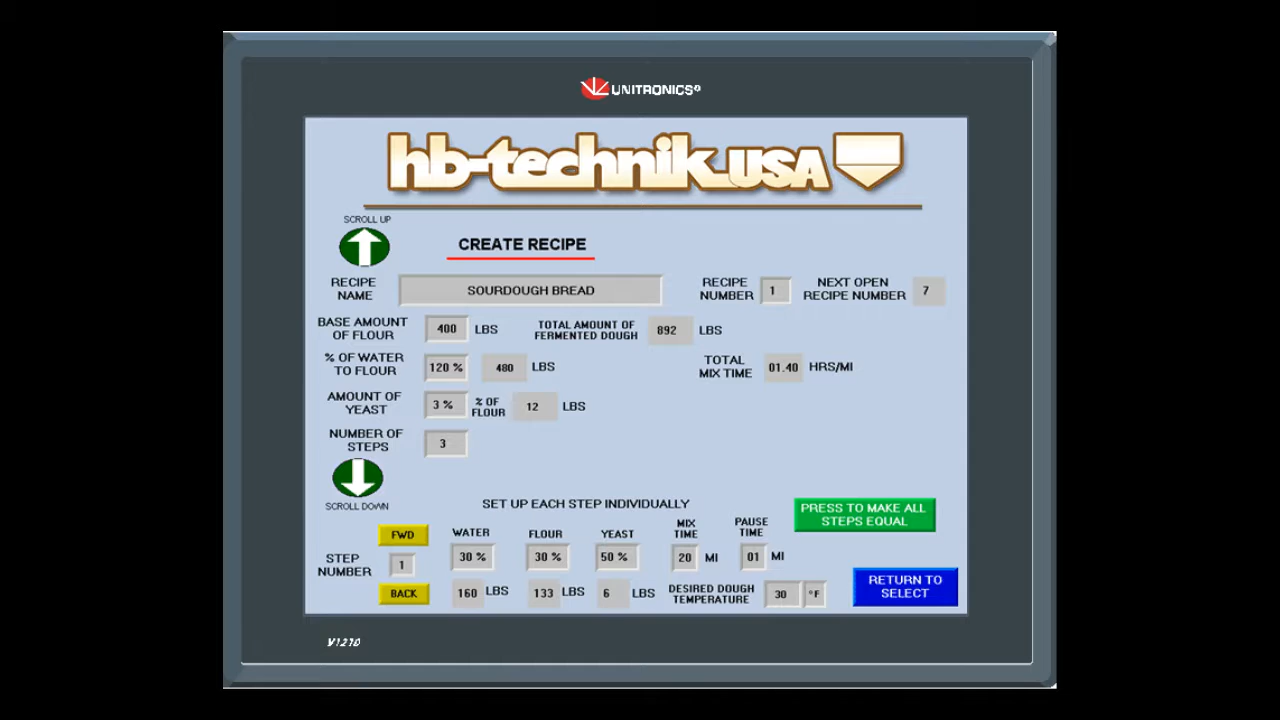 UNITRONICS
hb-technik.USA
SCROLL UP
CREATE RECIPE
RECIPE NAME SOURDOUGH BREAD RECIPE NUMBER 1 NEXT OPEN RECIPE NUMBER 7
BASE AMOUNT OF FLOUR 400 LBS TOTAL AMOUNT OF FERMENTED DOUGH 892 LBS
% OF WATER TO FLOUR 120 % 480 LBS TOTAL MIX TIME 01.40 HRS/MI
AMOUNT OF YEAST 3 % % OF FLOUR 12 LBS
NUMBER OF STEPS 3
SCROLL DOWN
SET UP EACH STEP INDIVIDUALLY
PRESS TO MAKE ALL STEPS EQUAL
FWD WATER FLOUR YEAST MIX TIME PAUSE TIME
STEP NUMBER 1 30 % 30 % 50 % 20 MI 01 MI
BACK 160 LBS 133 LBS 6 LBS DESIRED DOUGH TEMPERATURE 30 °F
RETURN TO SELECT
V1210